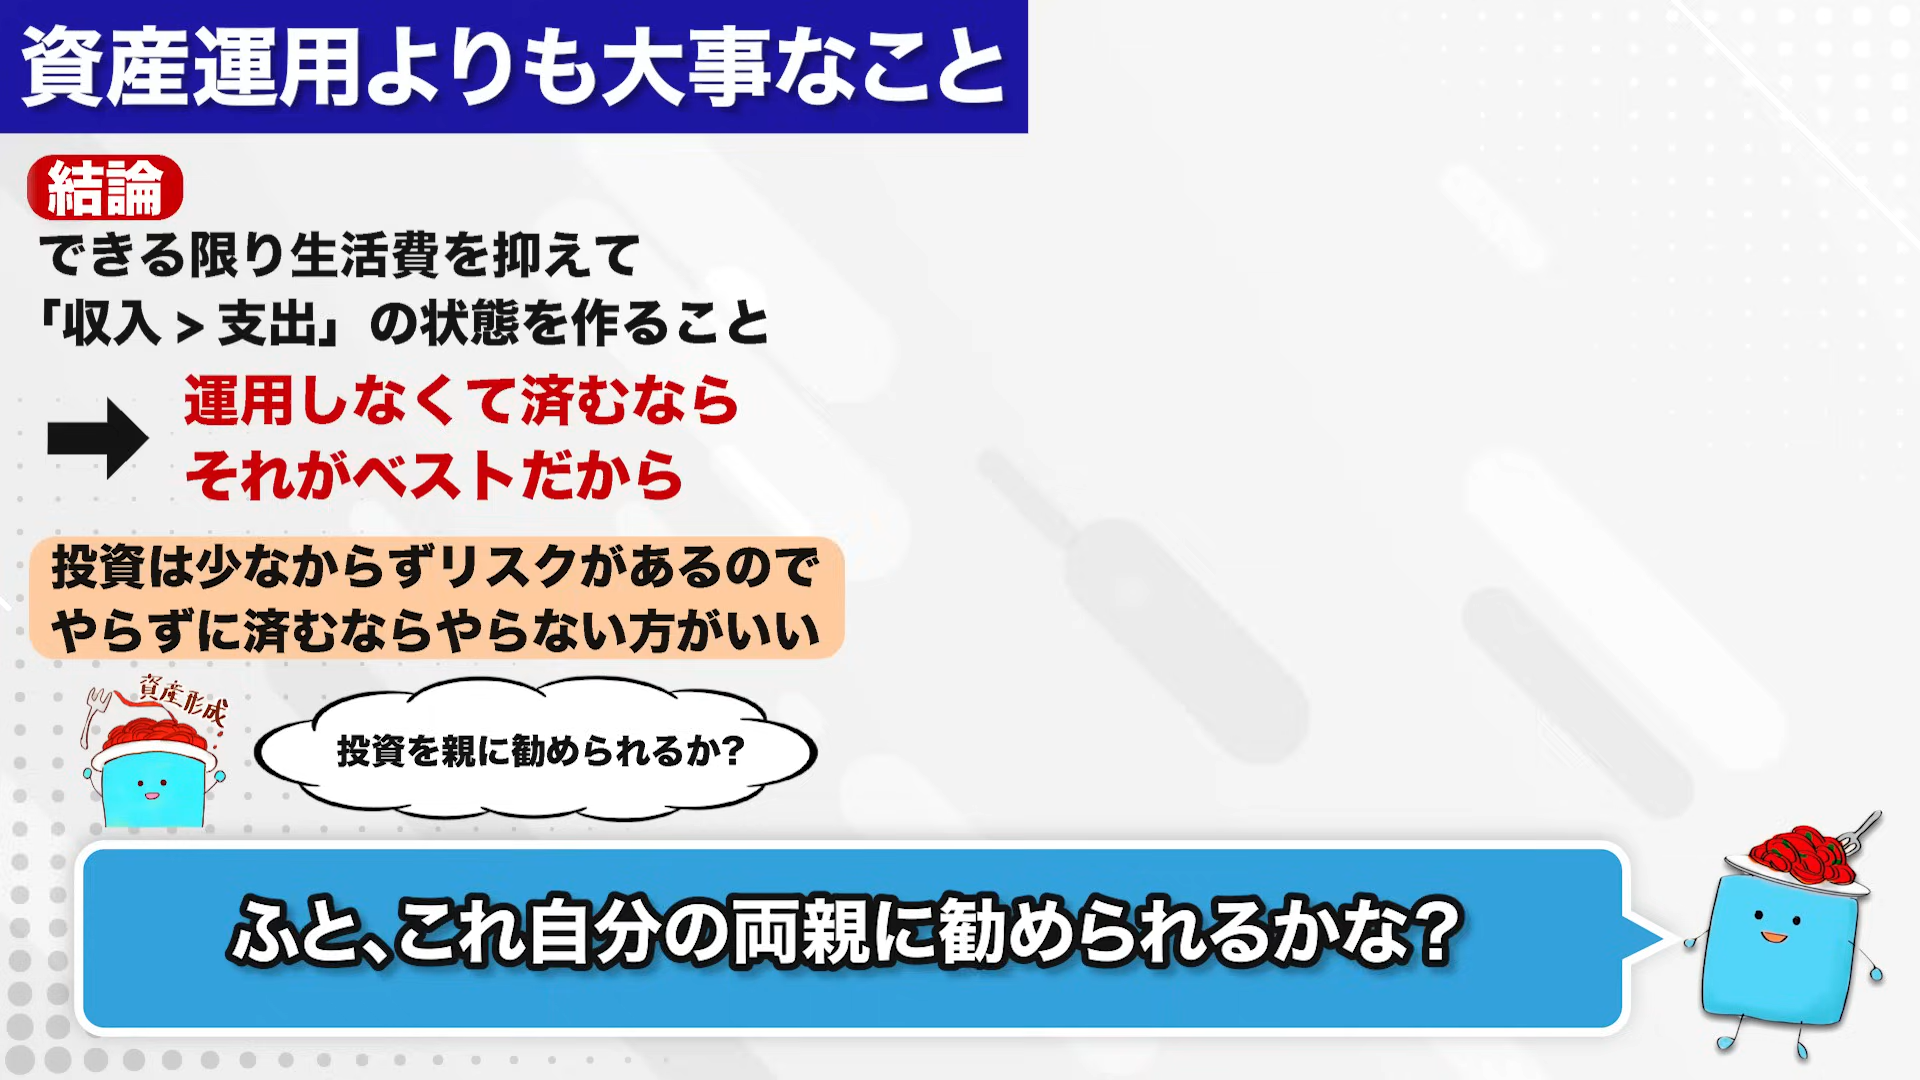 資産運用よりも大事なこと
結論
できる限り生活費を抑えて
「収入 > 支出」の状態を作ること
運用しなくて済むなら
それがベストだから
投資は少なからずリスクがあるので
やらずに済むならやらない方がいい
資産形成
投資を親に勧められるか?
ふと、これ自分の両親に勧められるかな?